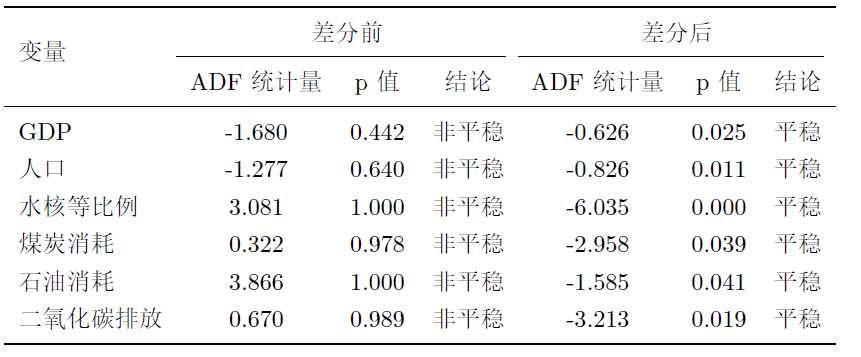 变量 差分前 差分后
ADF 统计量 p 值 结论 ADF 统计量 p 值 结论
GDP -1.680 0.442 非平稳 -0.626 0.025 平稳
人口 -1.277 0.640 非平稳 -0.826 0.011 平稳
水核等比例 3.081 1.000 非平稳 -6.035 0.000 平稳
煤炭消耗 0.322 0.978 非平稳 -2.958 0.039 平稳
石油消耗 3.866 1.000 非平稳 -1.585 0.041 平稳
二氧化碳排放 0.670 0.989 非平稳 -3.213 0.019 平稳